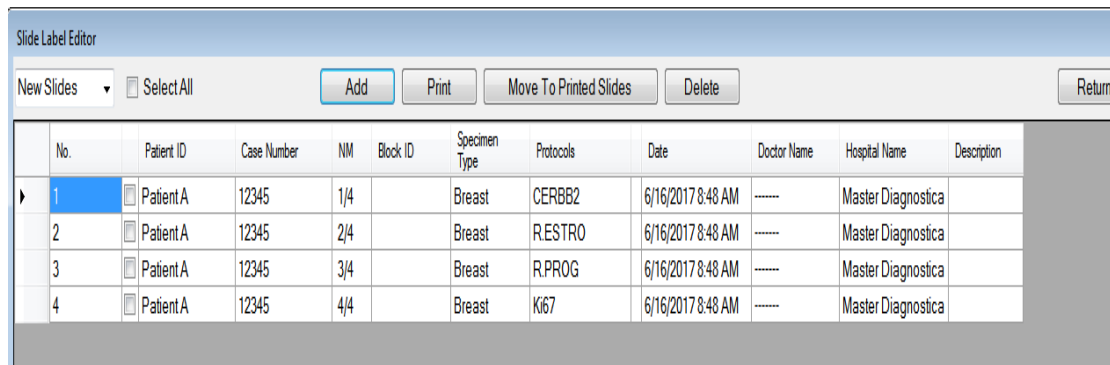 Slide Label Editor
New Slides Select All Add Print Move To Printed Slides Delete Return
No. Patient ID Case Number NM Block ID Specimen Type Protocols Date Doctor Name Hospital Name Description
1 Patient A 12345 1/4 Breast CERBB2 6/16/2017 8:48 AM ------- Master Diagnostica
2 Patient A 12345 2/4 Breast R.ESTRO 6/16/2017 8:48 AM ------- Master Diagnostica
3 Patient A 12345 3/4 Breast R.PROG 6/16/2017 8:48 AM ------- Master Diagnostica
4 Patient A 12345 4/4 Breast Ki67 6/16/2017 8:48 AM ------- Master Diagnostica